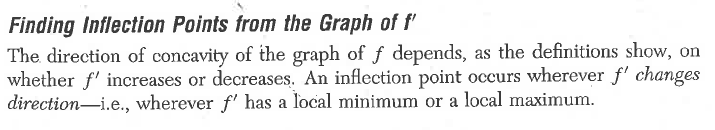 Finding Inflection Points from the Graph of f′
The direction of concavity of the graph of f depends, as the definitions show, on
whether f′ increases or decreases. An inflection point occurs wherever f′ changes
direction—i.e., wherever f′ has a local minimum or a local maximum.